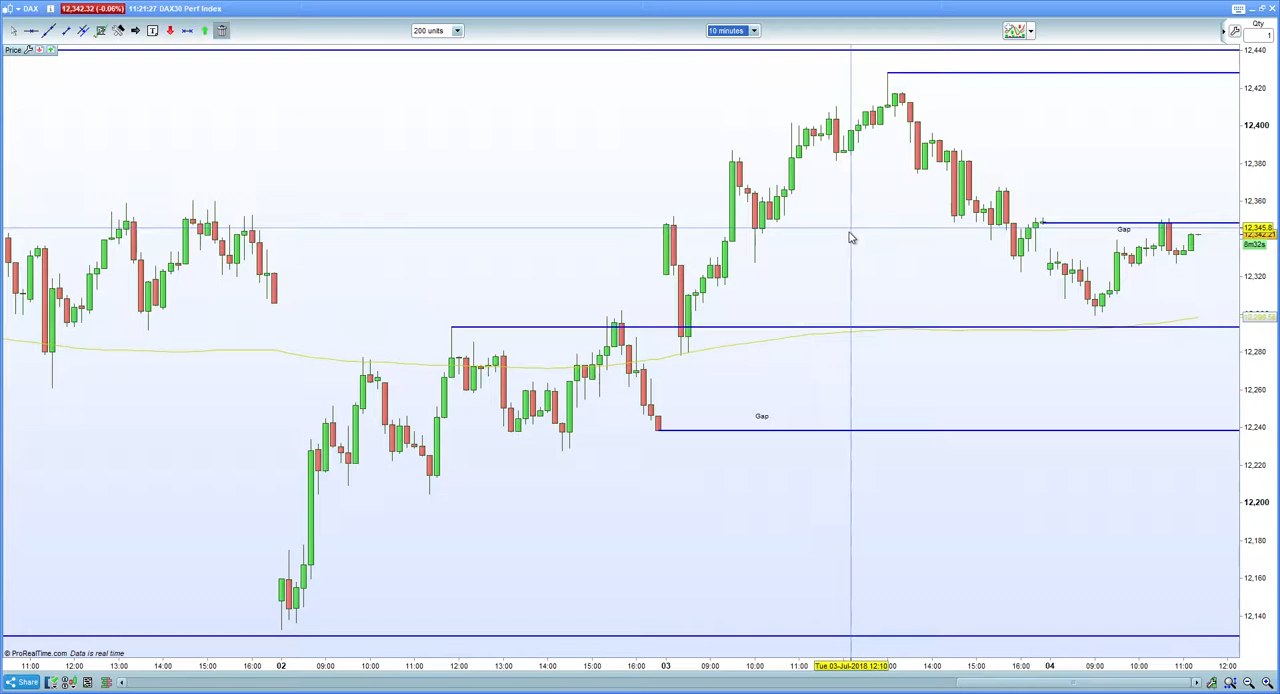 DAX 12,342.32 (-0.06%) 11:21:27 DAX30 Perf Index
200 units 10 minutes Qty
1
Price
12,440
12,420
12,400
12,380
12,360
Gap 12,345.8
8m32s
12,320
12,280
12,260
Gap
12,240
12,220
12,200
12,180
12,160
12,140
© ProRealTime.com Data is real time
11:00 12:00 13:00 14:00 15:00 16:00 02 09:00 10:00 11:00 12:00 13:00 14:00 15:00 16:00 03 09:00 10:00 11:00 Tue 03-Jul-2018 12:10 14:00 15:00 16:00 04 09:00 10:00 11:00 12:00
Share